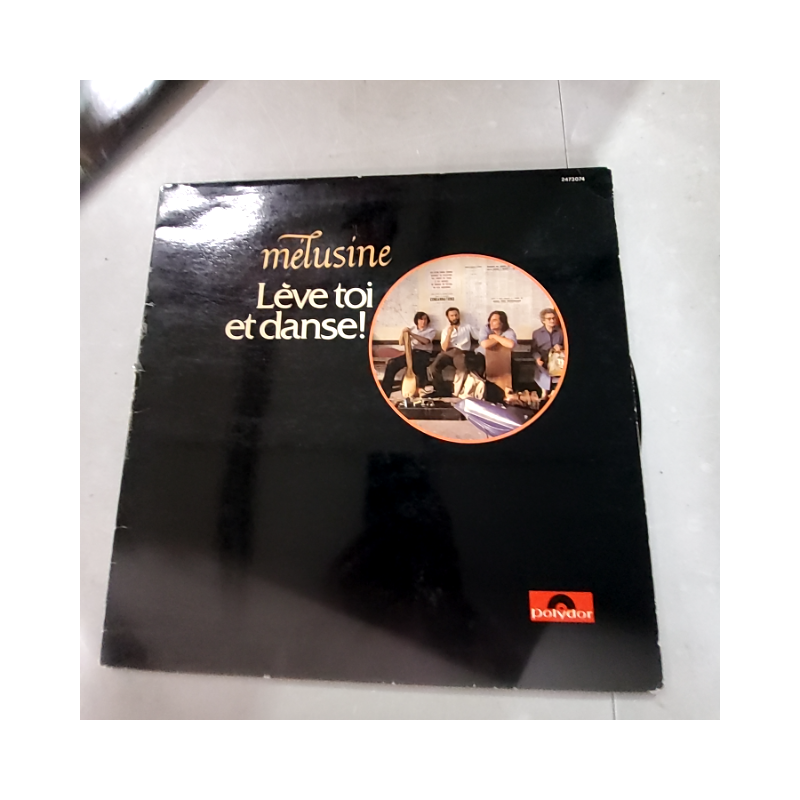 2473074
mélusine
Lève toi
et danse!
polydor